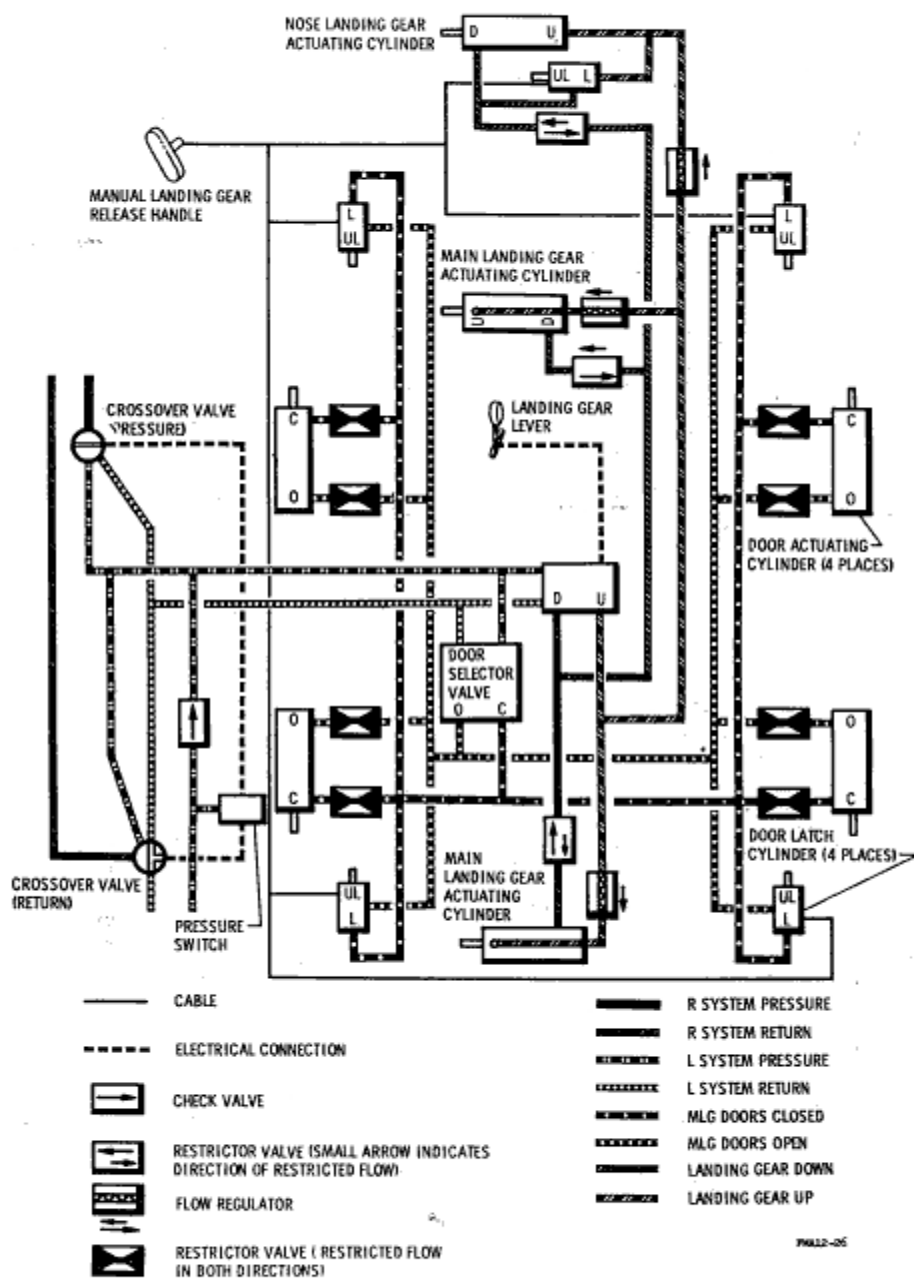 NOSE LANDING GEAR
ACTUATING CYLINDER
D U
UL L
MANUAL LANDING GEAR
RELEASE HANDLE
L
UL
L
UL
MAIN LANDING GEAR
ACTUATING CYLINDER
U D
CROSSOVER VALVE
PRESSURE)
LANDING GEAR
LEVER
C
O
C
O
DOOR ACTUATING
CYLINDER (4 PLACES)
D U
DOOR
SELECTOR
VALVE
O C
O
C
O
C
DOOR LATCH
CYLINDER (4 PLACES)
CROSSOVER VALVE
(RETURN)
PRESSURE
SWITCH
MAIN
LANDING GEAR
ACTUATING
CYLINDER
UL
L
UL
L
CABLE
ELECTRICAL CONNECTION
CHECK VALVE
RESTRICTOR VALVE (SMALL ARROW INDICATES
DIRECTION OF RESTRICTED FLOW)
FLOW REGULATOR
RESTRICTOR VALVE ( RESTRICTED FLOW
IN BOTH DIRECTIONS)
R SYSTEM PRESSURE
R SYSTEM RETURN
L SYSTEM PRESSURE
L SYSTEM RETURN
MLG DOORS CLOSED
MLG DOORS OPEN
LANDING GEAR DOWN
LANDING GEAR UP